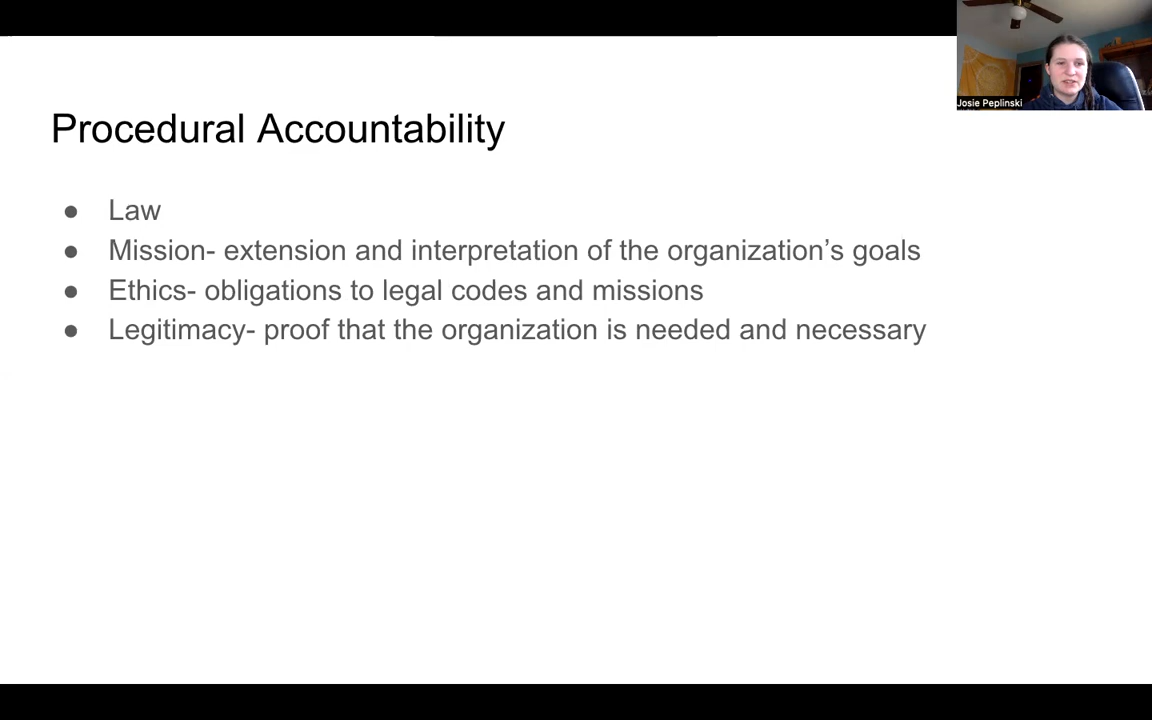 Josie Peplinski
Procedural Accountability
● Law
● Mission- extension and interpretation of the organization’s goals
● Ethics- obligations to legal codes and missions
● Legitimacy- proof that the organization is needed and necessary